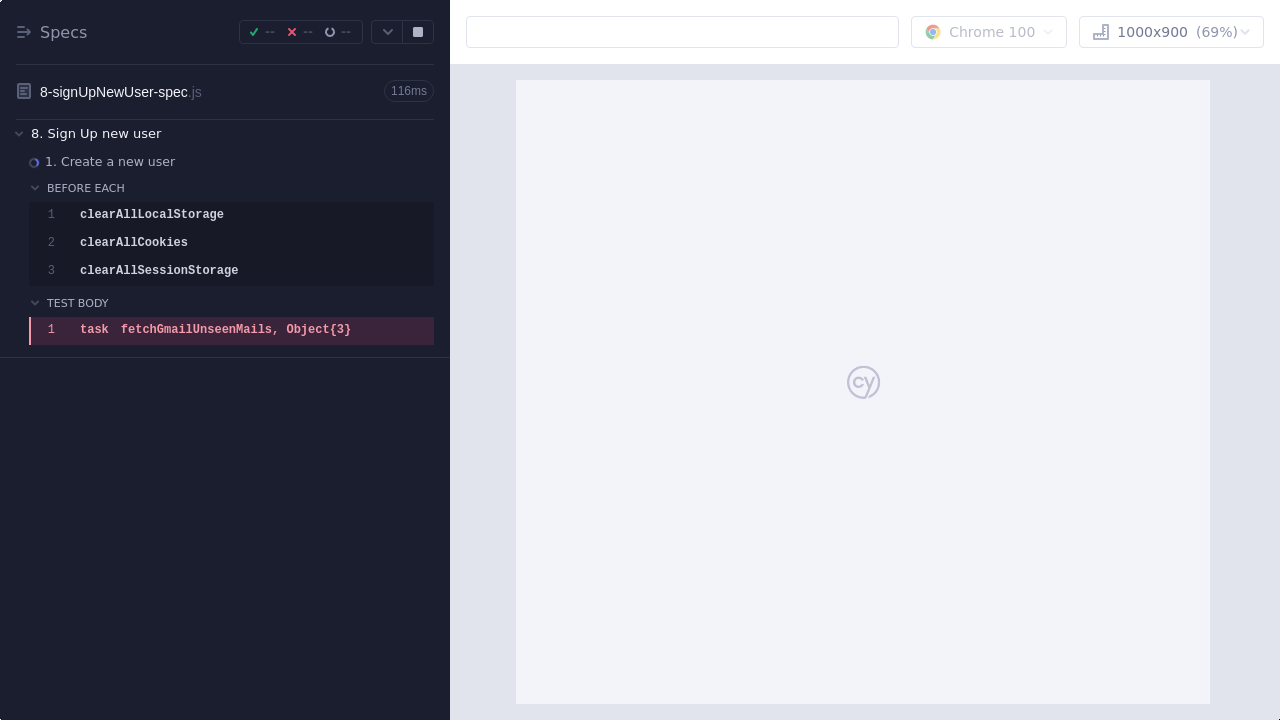 Specs
--
--
--
Chrome 100
1000x900 (69%)
8-signUpNewUser-spec.js
116ms
8. Sign Up new user
1. Create a new user
BEFORE EACH
1 clearAllLocalStorage
2 clearAllCookies
3 clearAllSessionStorage
TEST BODY
1 task fetchGmailUnseenMails, Object{3}
cy